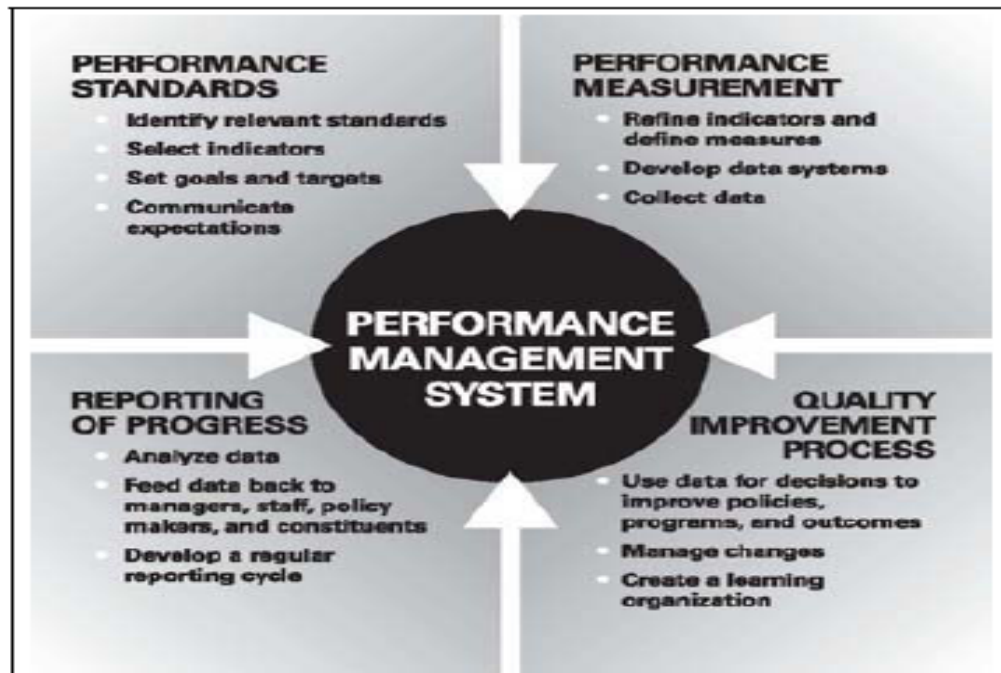 PERFORMANCE
STANDARDS
Identify relevant standards
Select indicators
Set goals and targets
Communicate
expectations
PERFORMANCE
MEASUREMENT
Refine indicators and
define measures
Develop data systems
Collect data
PERFORMANCE
MANAGEMENT
SYSTEM
REPORTING
OF PROGRESS
Analyze data
Feed data back to
managers, staff, policy
makers, and constituents
Develop a regular
reporting cycle
QUALITY
IMPROVEMENT
PROCESS
Use data for decisions to
improve policies,
programs, and outcomes
Manage changes
Create a learning
organization